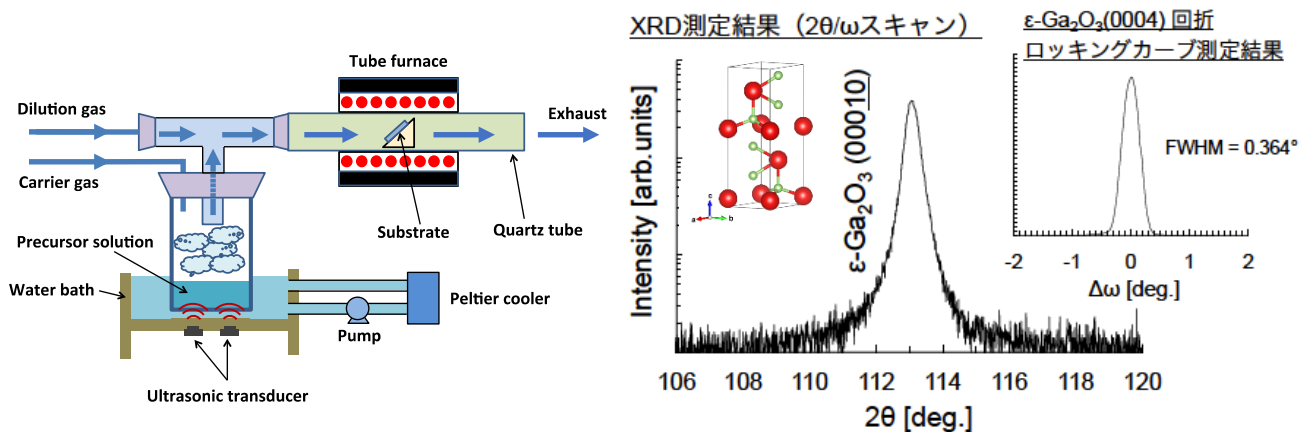 Dilution gas
Carrier gas
Tube furnace
Exhaust
Substrate
Quartz tube
Precursor solution
Water bath
Peltier cooler
Pump
Ultrasonic transducer
XRD測定結果（2θ/ωスキャン）
Intensity [arb.units]
ε-Ga₂O₃ (00010)
c
a
b
106 108 110 112 114 116 118 120
2θ [deg.]
ε-Ga₂O₃(0004) 回折
ロッキングカーブ測定結果
FWHM = 0.364°
-2 -1 0 1 2
Δω [deg.]